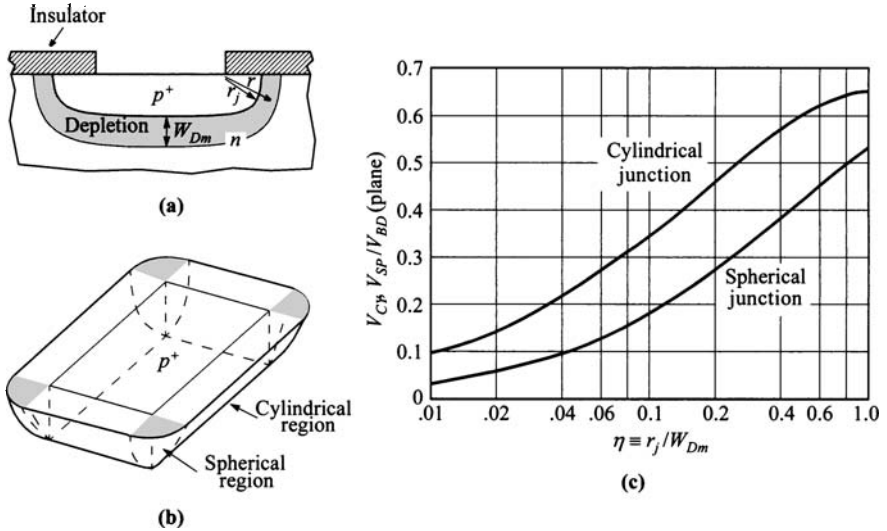 Insulator
p+
r
rj
Depletion
WDm
n
(a)
p+
Cylindrical
region
Spherical
region
(b)
VCY, VSP/VBD (plane)
0.7
0.6
0.5
0.4
0.3
0.2
0.1
0
Cylindrical
junction
Spherical
junction
.01 .02 .04 .06 0.1 0.2 0.4 0.6 1.0
η ≡ rj/WDm
(c)